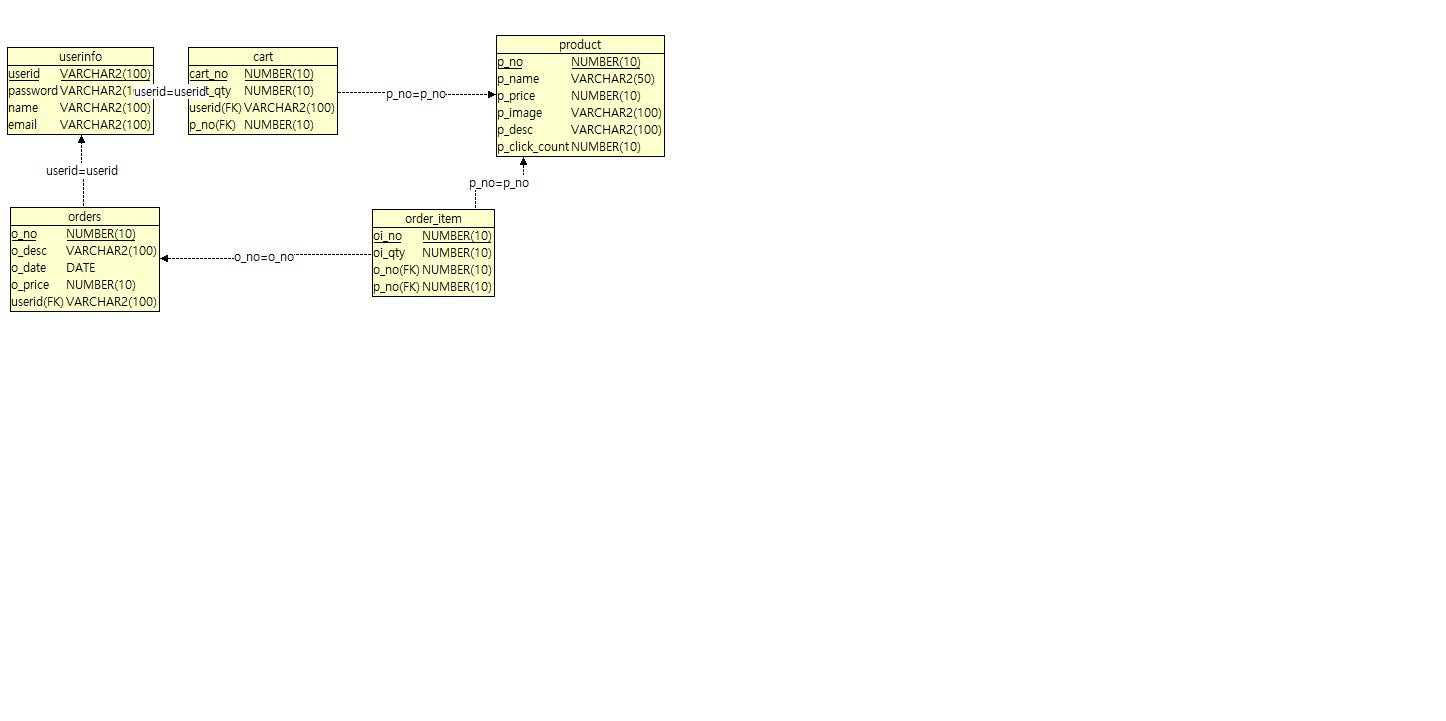 userinfo
userid VARCHAR2(100)
password VARCHAR2(1
name VARCHAR2(100)
email VARCHAR2(100)
userid=userid
cart
cart_no NUMBER(10)
t_qty NUMBER(10)
userid(FK) VARCHAR2(100)
p_no(FK) NUMBER(10)
p_no=p_no
product
p_no NUMBER(10)
p_name VARCHAR2(50)
p_price NUMBER(10)
p_image VARCHAR2(100)
p_desc VARCHAR2(100)
p_click_count NUMBER(10)
userid=userid
p_no=p_no
orders
o_no NUMBER(10)
o_desc VARCHAR2(100)
o_date DATE
o_price NUMBER(10)
userid(FK) VARCHAR2(100)
o_no=o_no
order_item
oi_no NUMBER(10)
oi_qty NUMBER(10)
o_no(FK) NUMBER(10)
p_no(FK) NUMBER(10)